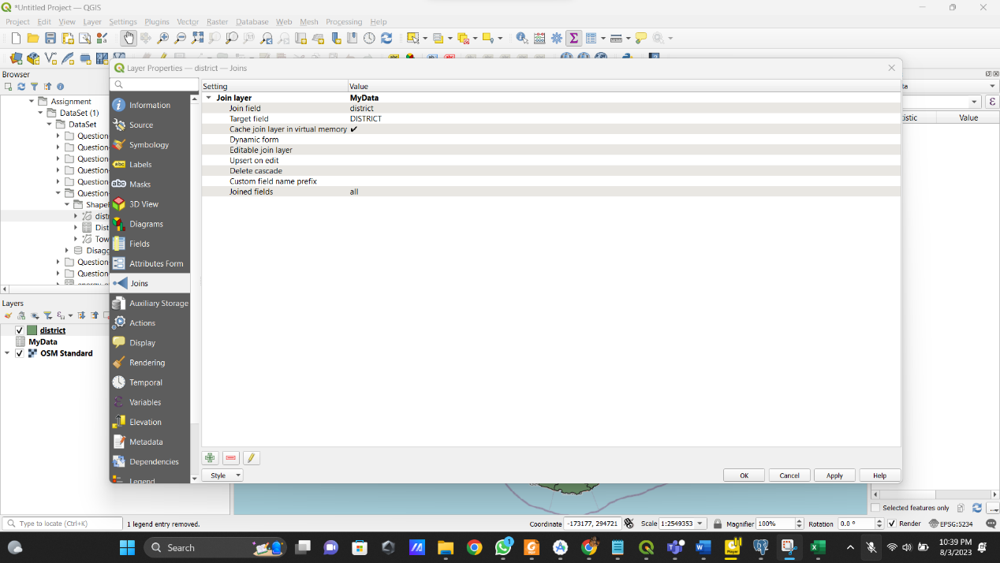 *Untitled Project — QGIS
Project Edit View Layer Settings Plugins Vector Raster Database Web Mesh Processing Help
Browser
Assignment
DataSet (1)
DataSet
Question
Question
Question
Question
Question
Question
Shape
distr
Dist
Tow
Disagg
Question
Question
Layers
district
MyData
OSM Standard
Layer Properties — district — Joins
Information
Source
Symbology
Labels
Masks
3D View
Diagrams
Fields
Attributes Form
Joins
Auxiliary Storage
Actions
Display
Rendering
Temporal
Variables
Elevation
Metadata
Dependencies
Legend
Setting Value
Join layer MyData
Join field district
Target field DISTRICT
Cache join layer in virtual memory ✔
Dynamic form
Editable join layer
Upsert on edit
Delete cascade
Custom field name prefix
Joined fields all
Style
OK Cancel Apply Help
ta
istic Value
Selected features only
Type to locate (Ctrl+K) 1 legend entry removed. Coordinate -173177, 294721 Scale 1:2549353 Magnifier 100% Rotation 0.0 ° Render EPSG:5234
Search
10:39 PM
8/3/2023